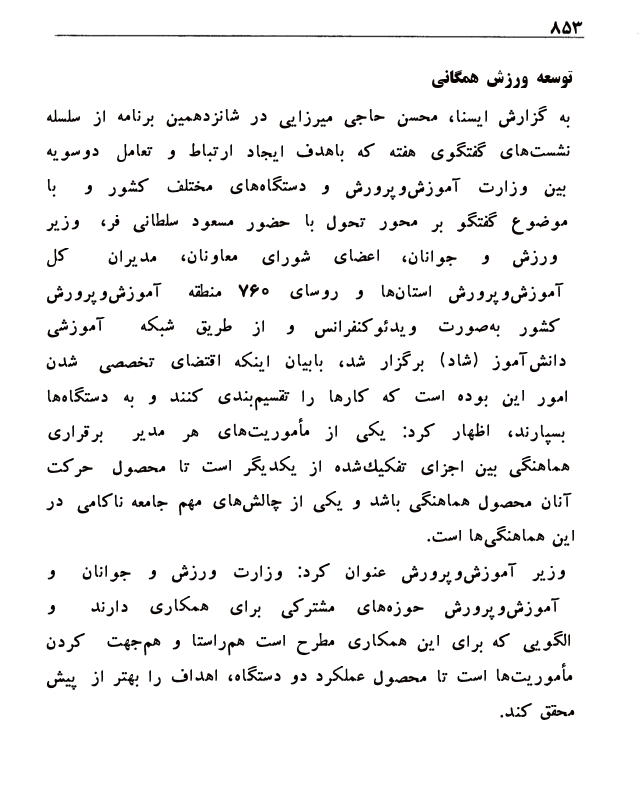 ۸۵۳
توسعه ورزش همگانی
به گزارش ایسنا، محسن حاجی میرزایی در شانزدهمین برنامه از سلسله
نشست‌های گفتگوی هفته که باهدف ایجاد ارتباط و تعامل دوسویه
بین وزارت آموزش‌وپرورش و دستگاه‌های مختلف کشور و با
موضوع گفتگو بر محور تحول با حضور مسعود سلطانی فر، وزیر
ورزش و جوانان، اعضای شورای معاونان، مدیران کل
آموزش‌وپرورش استان‌ها و روسای ۷۶۰ منطقه آموزش‌وپرورش
کشور به‌صورت ویدئوکنفرانس و از طریق شبکه آموزشی
دانش‌آموز (شاد) برگزار شد، بابیان اینکه اقتضای تخصصی شدن
امور این بوده است که کارها را تقسیم‌بندی کنند و به دستگاه‌ها
بسپارند، اظهار کرد: یکی از مأموریت‌های هر مدیر برقراری
هماهنگی بین اجزای تفکیک‌شده از یکدیگر است تا محصول حرکت
آنان محصول هماهنگی باشد و یکی از چالش‌های مهم جامعه ناکامی در
این هماهنگی‌ها است.
وزیر آموزش‌وپرورش عنوان کرد: وزارت ورزش و جوانان و
آموزش‌وپرورش حوزه‌های مشترکی برای همکاری دارند و
الگویی که برای این همکاری مطرح است هم‌راستا و هم‌جهت کردن
مأموریت‌ها است تا محصول عملکرد دو دستگاه، اهداف را بهتر از پیش
محقق کند.